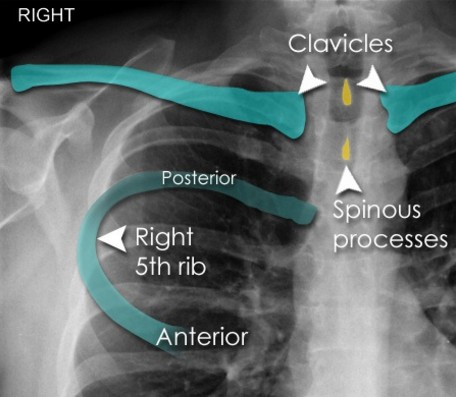 RIGHT
Clavicles
Posterior
Spinous
processes
Right
5th rib
Anterior